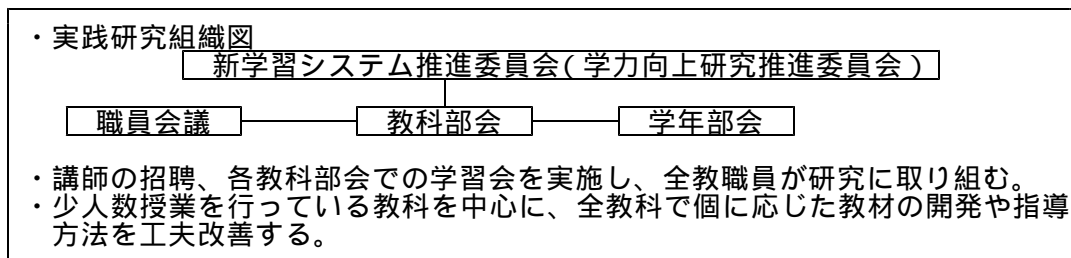 ・実践研究組織図
新学習システム推進委員会(学力向上研究推進委員会)
職員会議 教科部会 学年部会
・講師の招聘、各教科部会での学習会を実施し、全教職員が研究に取り組む。
・少人数授業を行っている教科を中心に、全教科で個に応じた教材の開発や指導
方法を工夫改善する。